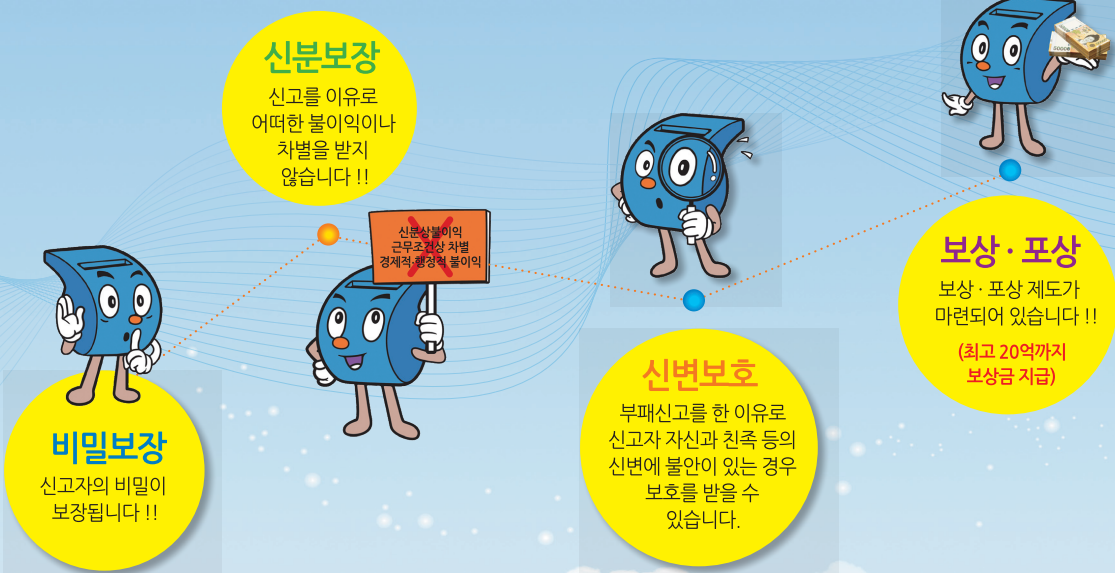 신분보장
신고를 이유로
어떠한 불이익이나
차별을 받지
않습니다 !!
신분상불이익
근무조건상 차별
경제적·행정적 불이익
비밀보장
신고자의 비밀이
보장됩니다 !!
신변보호
부패신고를 한 이유로
신고자 자신과 친족 등의
신변에 불안이 있는 경우
보호를 받을 수
있습니다.
보상 · 포상
보상 · 포상 제도가
마련되어 있습니다 !!
(최고 20억까지
보상금 지급)